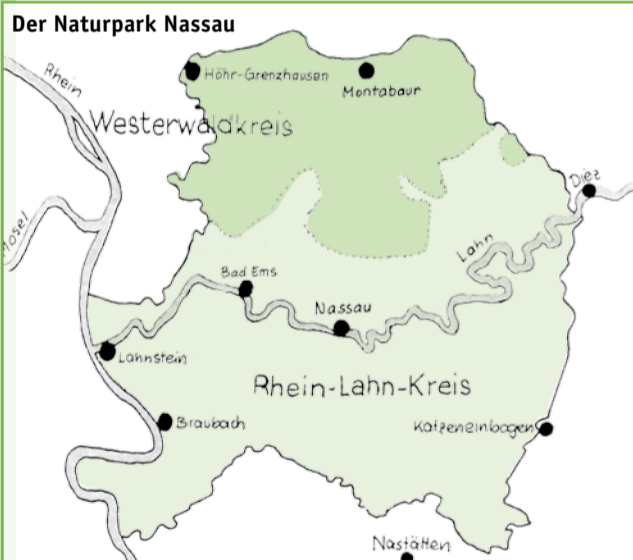 Der Naturpark Nassau
Rhein
Höhr-Grenzhausen
Montabaur
Westerwaldkreis
Diez
Mosel
Lahn
Bad Ems
Nassau
Lahnstein
Rhein-Lahn-Kreis
Braubach
Katzenelnbogen
Nastätten